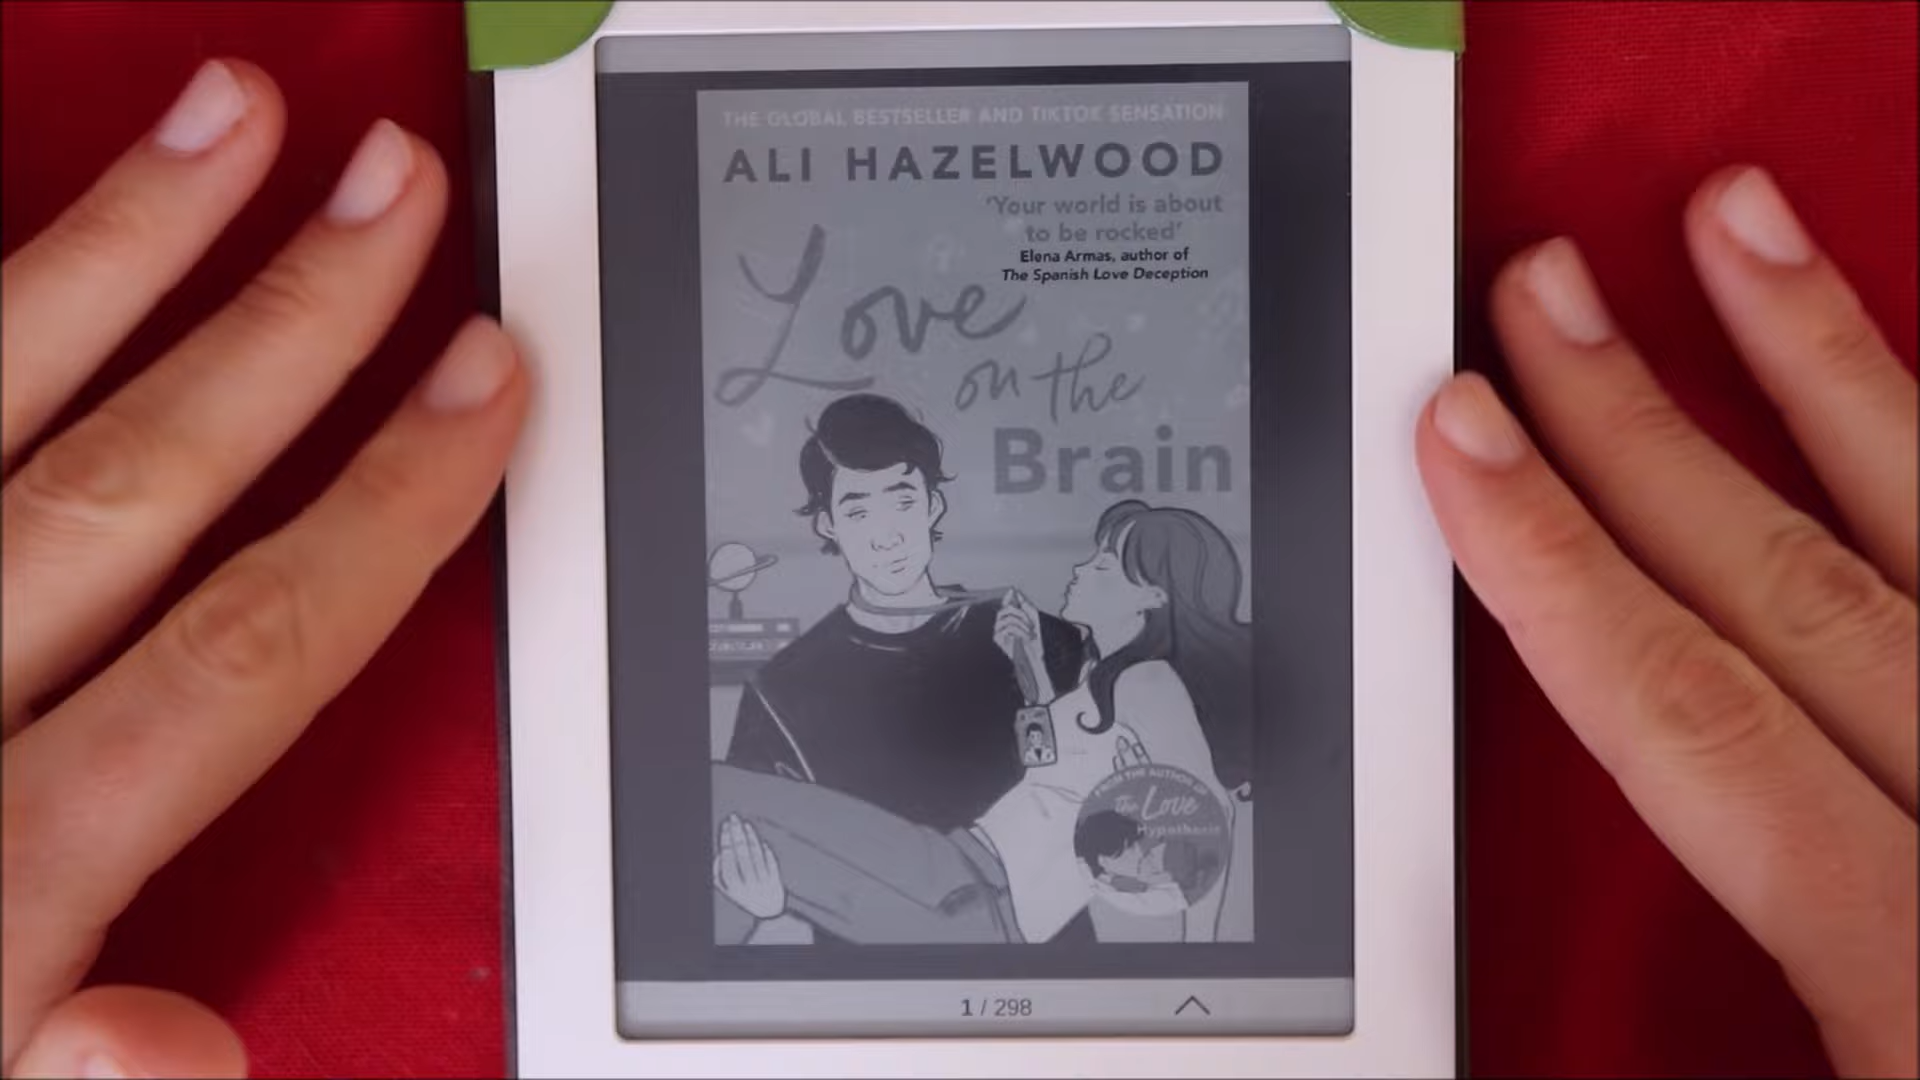 THE GLOBAL BESTSELLER AND TIKTOK SENSATION
ALI HAZELWOOD
'Your world is about
to be rocked'
Elena Armas, author of
The Spanish Love Deception
Love
on the
Brain
FROM THE AUTHOR OF
The Love
Hypothesis
1 / 298